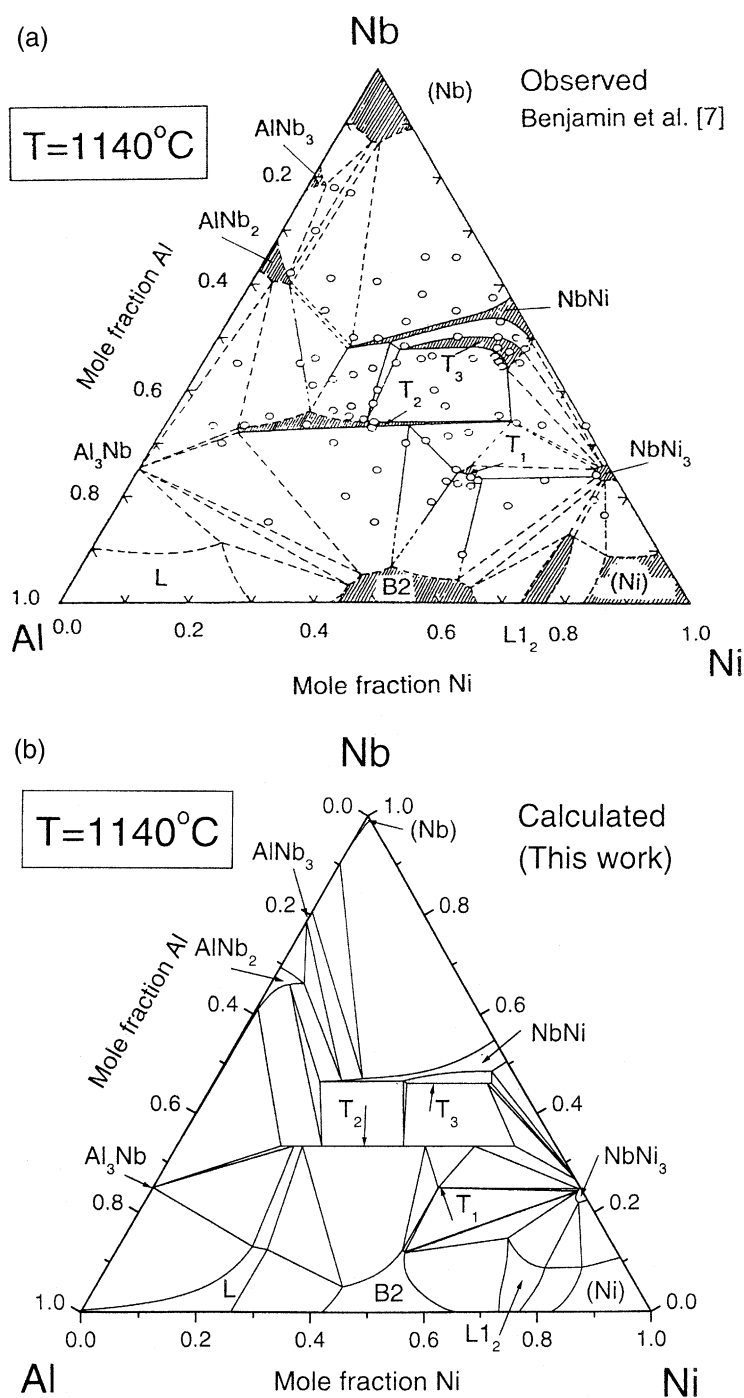 (a)
Nb
(Nb)
Observed
Benjamin et al. [7]
T=1140°C
AlNb₃
0.2
AlNb₂
0.4
Mole fraction Al
NbNi
T₃
0.6
T₂
Al₃Nb
T₁
NbNi₃
0.8
L
B2
(Ni)
1.0
Al
0.0
0.2
0.4
0.6
L1₂
0.8
1.0
Ni
Mole fraction Ni
(b)
Nb
T=1140°C
0.0
1.0
(Nb)
Calculated
(This work)
AlNb₃
0.2
0.8
AlNb₂
0.4
0.6
Mole fraction Al
NbNi
T₂
T₃
0.6
0.4
Al₃Nb
NbNi₃
T₁
0.8
0.2
L
B2
L1₂
(Ni)
1.0
0.0
0.0
0.2
0.4
0.6
0.8
1.0
Al
Mole fraction Ni
Ni